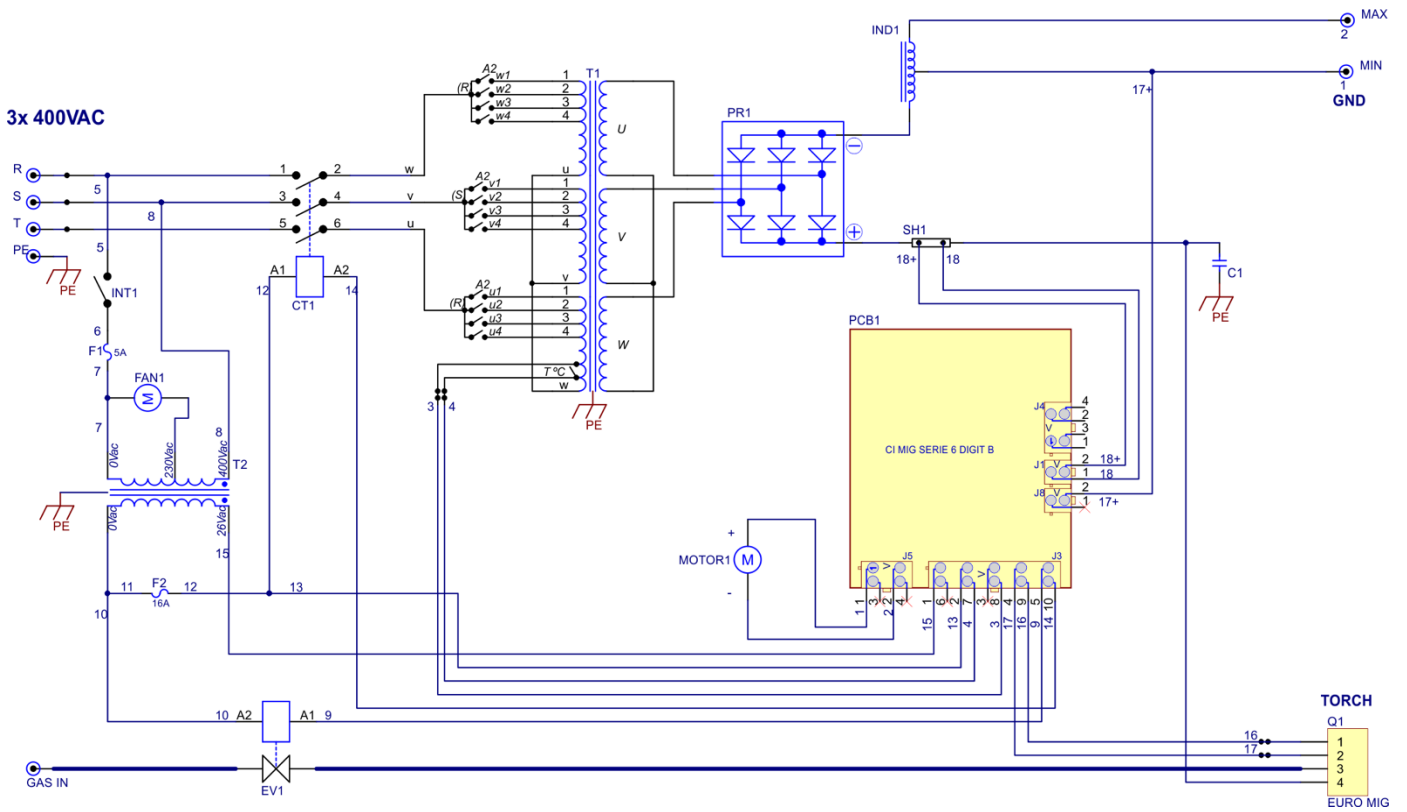 MAX
2
IND1
MIN
1
17+
GND
3x 400VAC
A2
T1
(R
w1
w2
w3
w4
1
2
3
4
U
u
PR1
R
5
1
2
w
S
8
3
4
v
T
5
6
u
PE
PE
5
A2
(S
v1
v2
v3
v4
1
2
3
4
V
v
SH1
18+
18
C1
PE
INT1
A1
A2
12
CT1
14
A2
(R
u1
u2
u3
u4
1
2
3
4
W
T ºC
w
PE
3
4
6
F1
5A
7
FAN1
M
7
8
0Vac
230Vac
400Vac
T2
PE
0Vac
26Vac
15
PCB1
CI MIG SERIE 6 DIGIT B
J4
V
4
2
3
1
J1
V
2
1
18+
18
J8
V
2
1
17+
MOTOR1
+
M
-
1
V
J5
V
J3
1
3
2
4
1
6
2
7
3
8
4
9
5
10
1
2
15
13
4
3
17
16
9
14
11
F2
16A
12
13
10
10
A2
A1
9
GAS IN
EV1
TORCH
Q1
16
17
1
2
3
4
EURO MIG